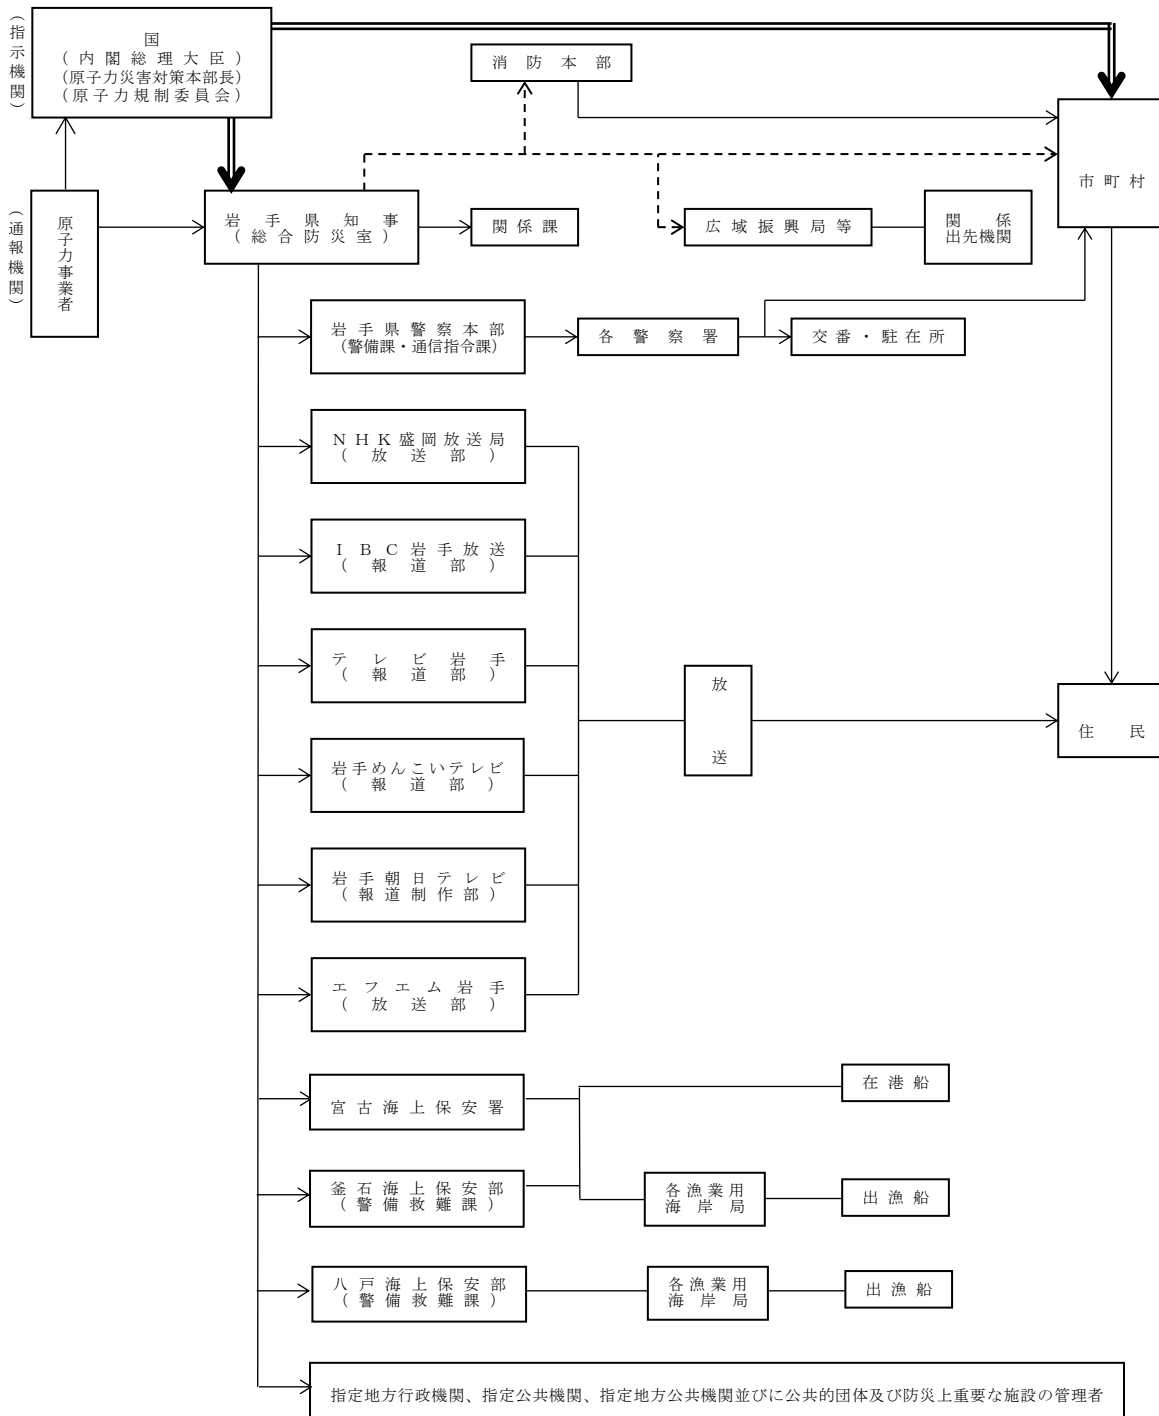 （指示機関）
国
（内閣総理大臣）
（原子力災害対策本部長）
（原子力規制委員会）
消防本部
市町村
（通報機関）
原子力事業者
岩手県知事
（総合防災室）
関係課
広域振興局等
関係
出先機関
岩手県警察本部
（警備課・通信指令課）
各警察署
交番・駐在所
ＮＨＫ盛岡放送局
（放送部）
ＩＢＣ岩手放送
（報道部）
テレビ岩手
（報道部）
放送
住民
岩手めんこいテレビ
（報道部）
岩手朝日テレビ
（報道制作部）
エフエム岩手
（放送部）
在港船
宮古海上保安署
釜石海上保安部
（警備救難課）
各漁業用
海岸局
出漁船
八戸海上保安部
（警備救難課）
各漁業用
海岸局
出漁船
指定地方行政機関、指定公共機関、指定地方公共機関並びに公共的団体及び防災上重要な施設の管理者